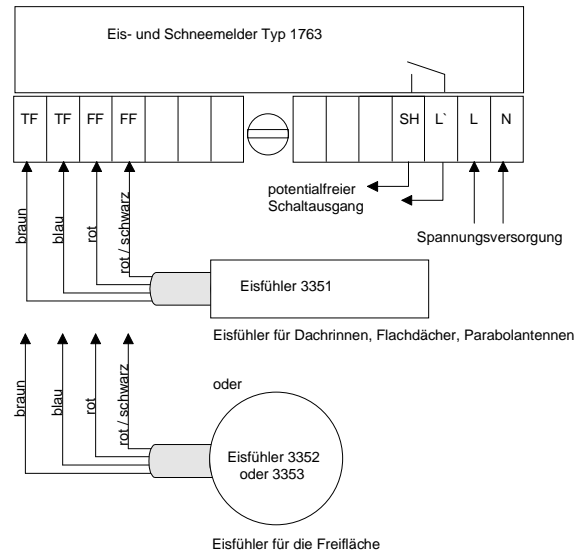 Eis- und Schneemelder Typ 1763
TF TF FF FF SH L` L N
potentialfreier
Schaltausgang
Spannungsversorgung
braun
blau
rot
rot / schwarz
Eisfühler 3351
Eisfühler für Dachrinnen, Flachdächer, Parabolantennen
oder
braun
blau
rot
rot / schwarz
Eisfühler 3352
oder 3353
Eisfühler für die Freifläche